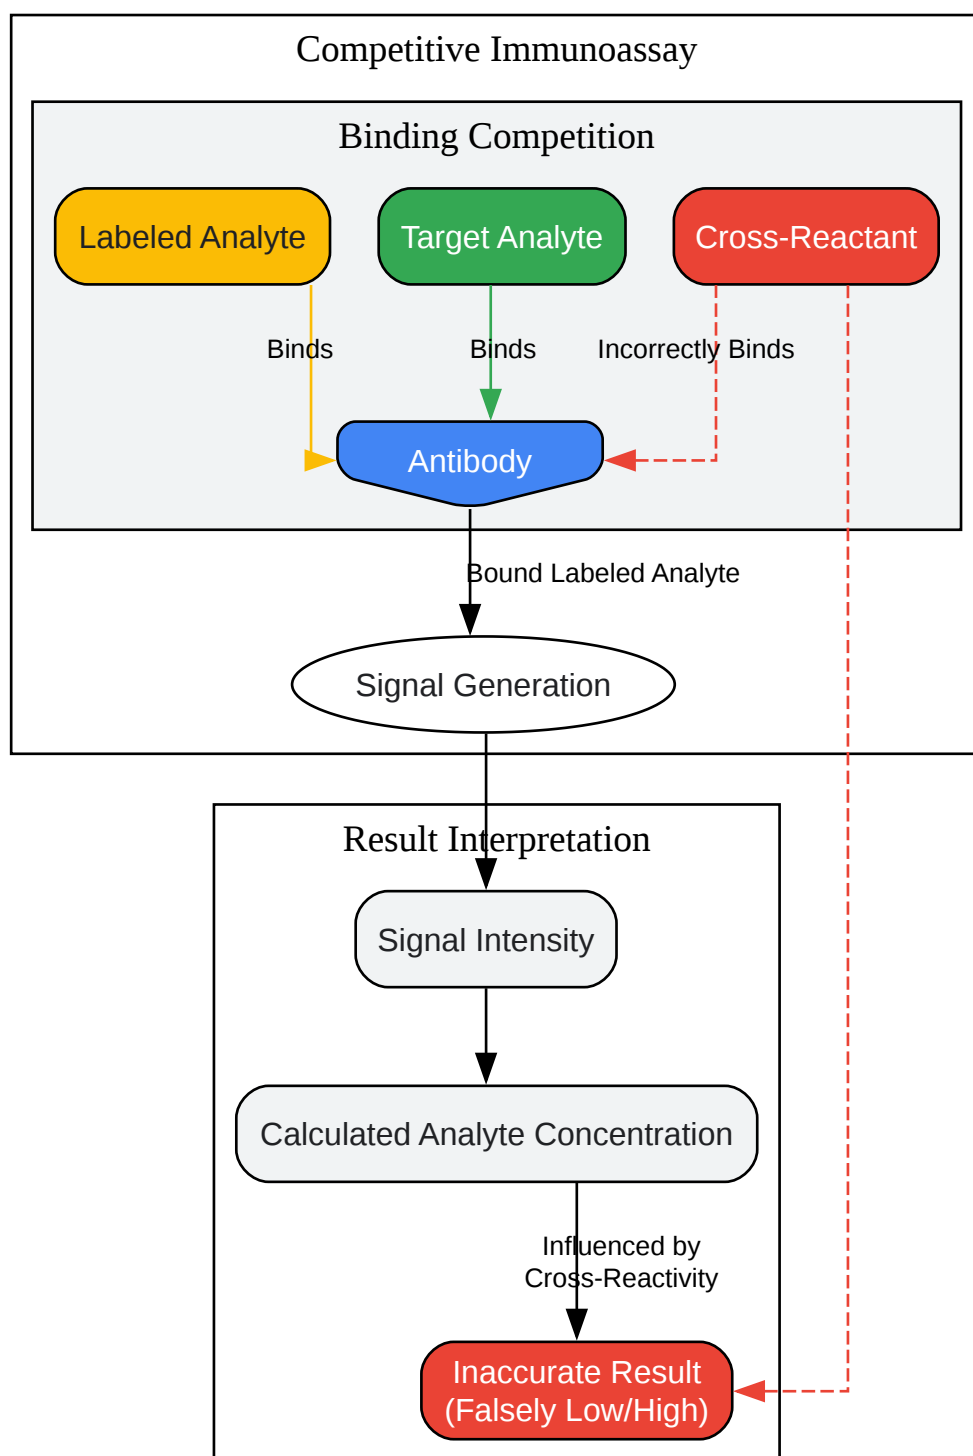 Competitive Immunoassay
Binding Competition
Labeled Analyte
Target Analyte
Cross-Reactant
Binds
Binds
Incorrectly Binds
Antibody
Bound Labeled Analyte
Signal Generation
Result Interpretation
Signal Intensity
Calculated Analyte Concentration
Influenced by
Cross-Reactivity
Inaccurate Result
(Falsely Low/High)